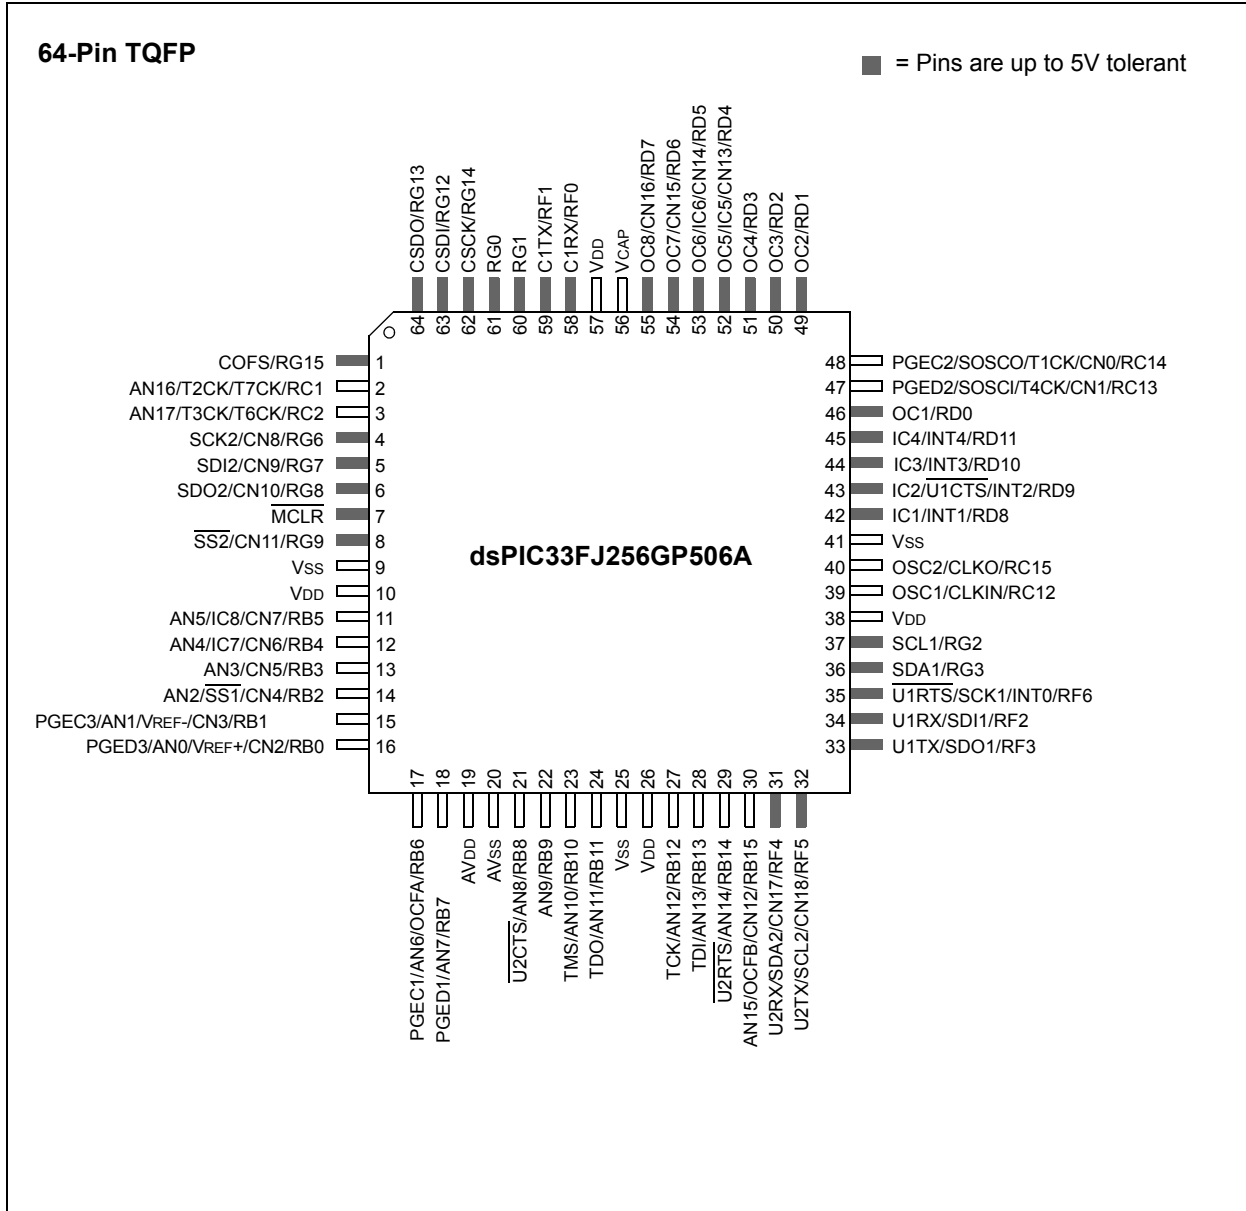 64-Pin TQFP
= Pins are up to 5V tolerant
CSDO/RG13
CSDI/RG12
CSCK/RG14
RG0
RG1
C1TX/RF1
C1RX/RF0
VDD
VCAP
OC8/CN16/RD7
OC7/CN15/RD6
OC6/IC6/CN14/RD5
OC5/IC5/CN13/RD4
OC4/RD3
OC3/RD2
OC2/RD1
64
63
62
61
60
59
58
57
56
55
54
53
52
51
50
49
COFS/RG15 1
AN16/T2CK/T7CK/RC1 2
AN17/T3CK/T6CK/RC2 3
SCK2/CN8/RG6 4
SDI2/CN9/RG7 5
SDO2/CN10/RG8 6
MCLR 7
SS2/CN11/RG9 8
VSS 9
VDD 10
AN5/IC8/CN7/RB5 11
AN4/IC7/CN6/RB4 12
AN3/CN5/RB3 13
AN2/SS1/CN4/RB2 14
PGEC3/AN1/VREF-/CN3/RB1 15
PGED3/AN0/VREF+/CN2/RB0 16
dsPIC33FJ256GP506A
48 PGEC2/SOSCO/T1CK/CN0/RC14
47 PGED2/SOSCI/T4CK/CN1/RC13
46 OC1/RD0
45 IC4/INT4/RD11
44 IC3/INT3/RD10
43 IC2/U1CTS/INT2/RD9
42 IC1/INT1/RD8
41 VSS
40 OSC2/CLKO/RC15
39 OSC1/CLKIN/RC12
38 VDD
37 SCL1/RG2
36 SDA1/RG3
35 U1RTS/SCK1/INT0/RF6
34 U1RX/SDI1/RF2
33 U1TX/SDO1/RF3
17
18
19
20
21
22
23
24
25
26
27
28
29
30
31
32
PGEC1/AN6/OCFA/RB6
PGED1/AN7/RB7
AVDD
AVSS
U2CTS/AN8/RB8
AN9/RB9
TMS/AN10/RB10
TDO/AN11/RB11
VSS
VDD
TCK/AN12/RB12
TDI/AN13/RB13
U2RTS/AN14/RB14
AN15/OCFB/CN12/RB15
U2RX/SDA2/CN17/RF4
U2TX/SCL2/CN18/RF5